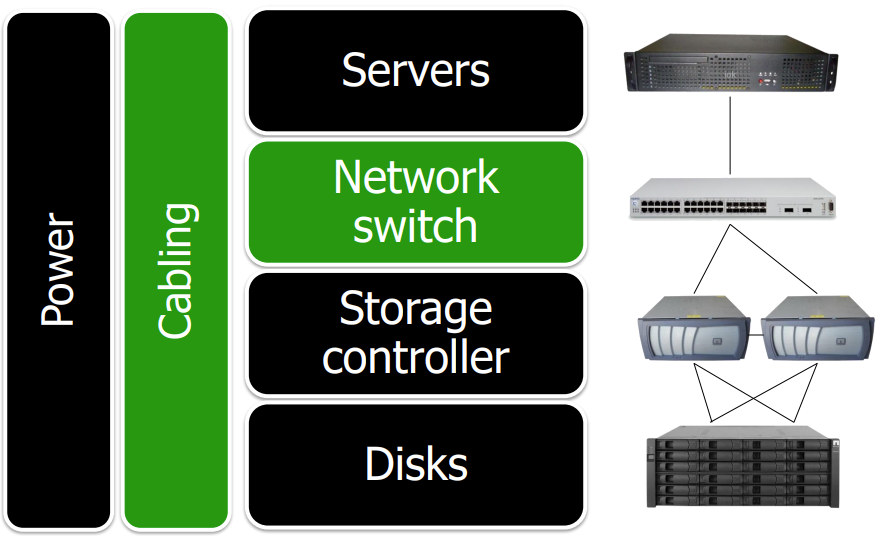 Power
Cabling
Servers
Network
switch
Storage
controller
Disks